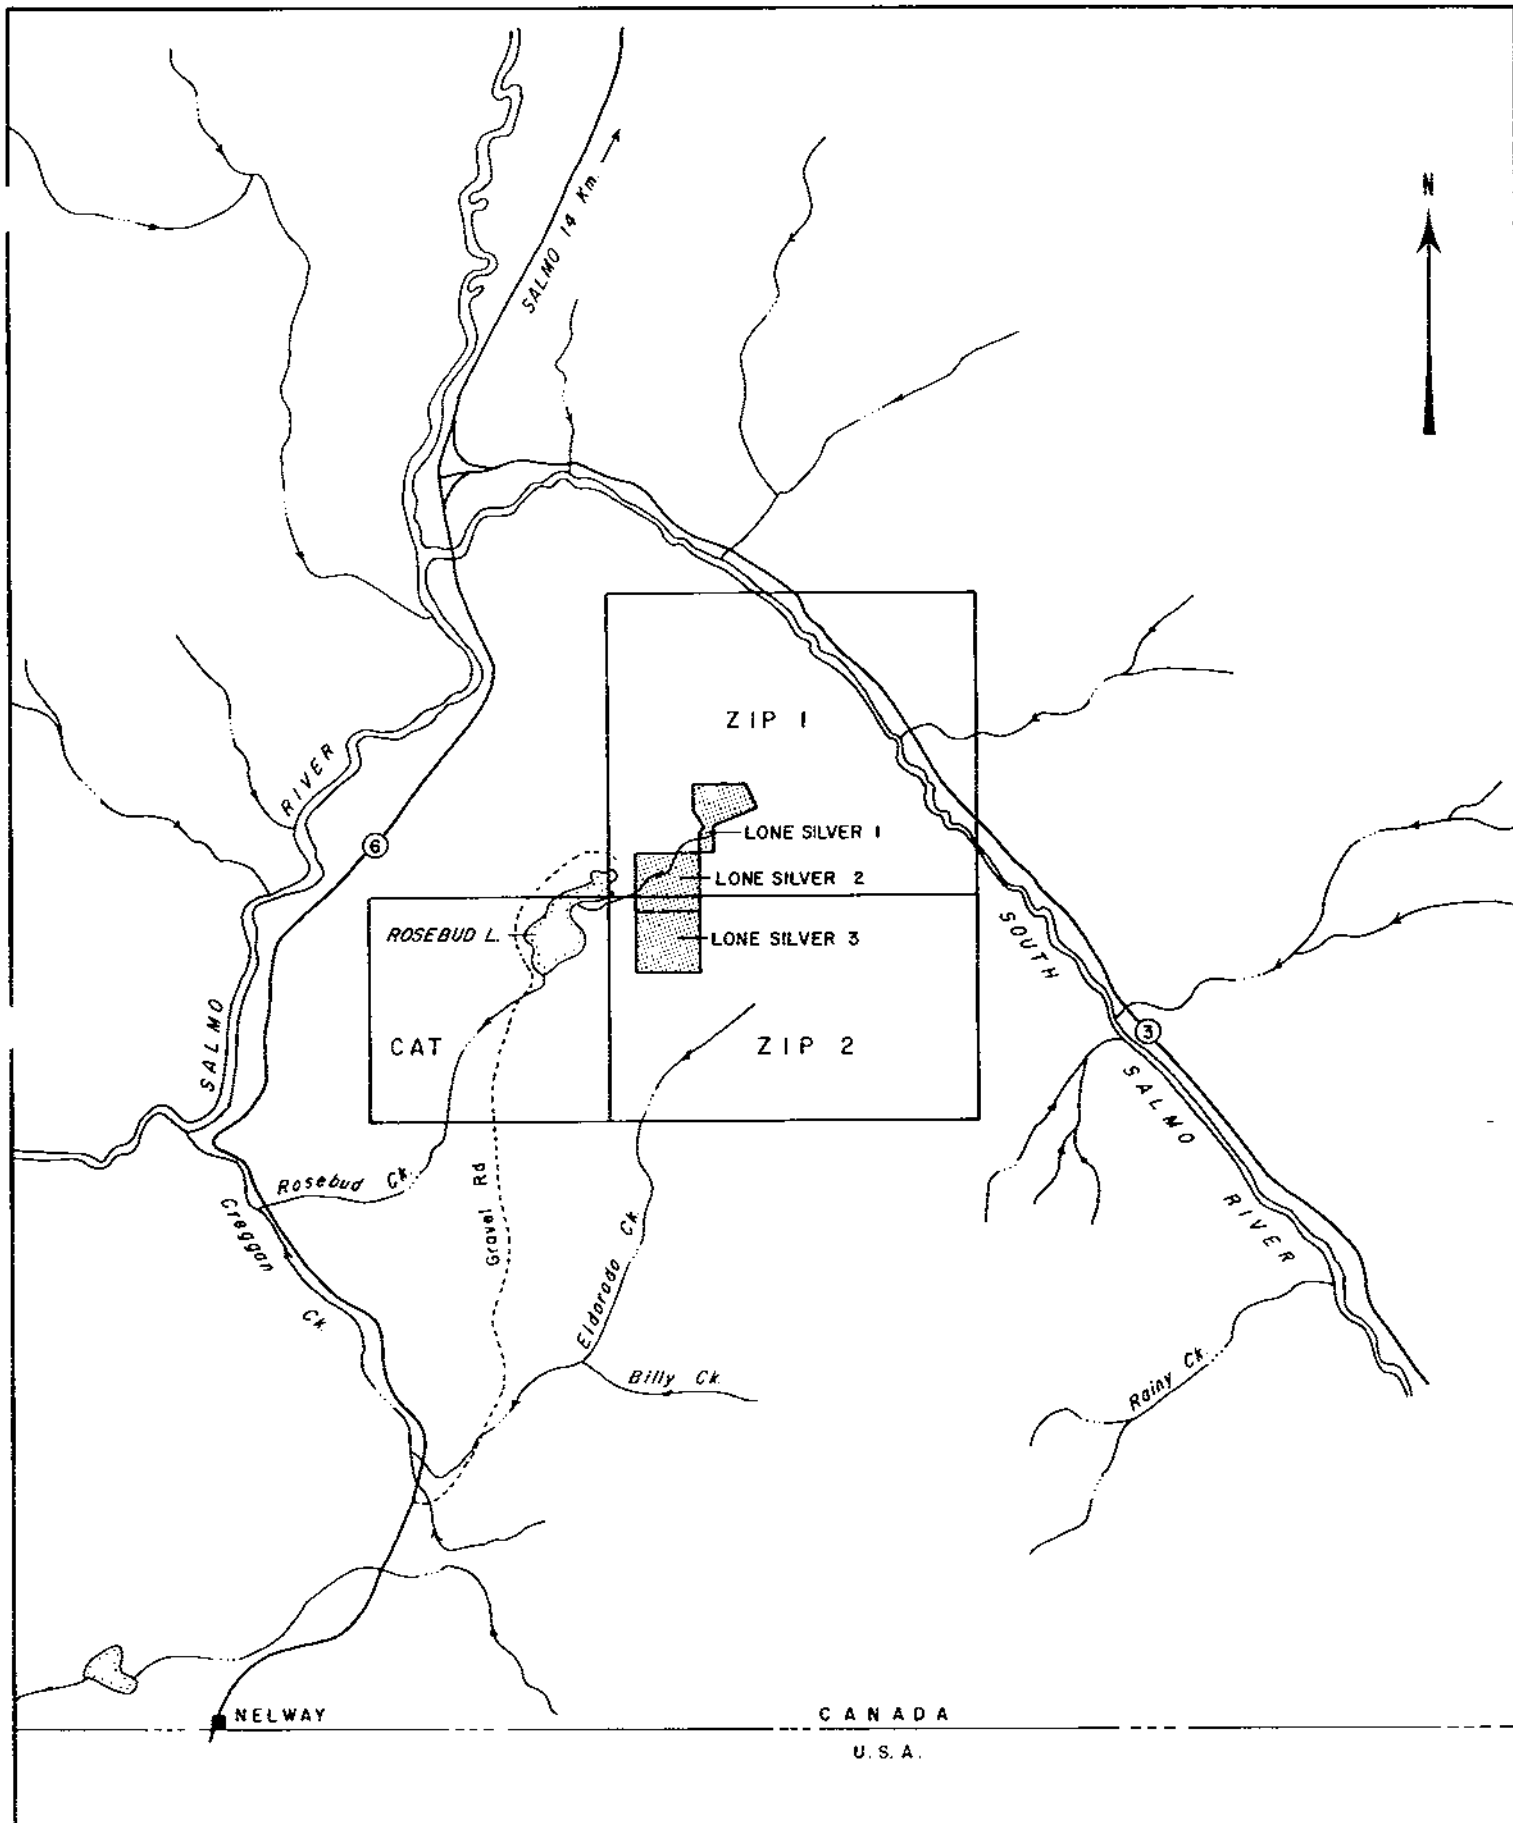 N
SALMO 14 Km.
ZIP 1
RIVER
6
LONE SILVER 1
LONE SILVER 2
ROSEBUD L.
LONE SILVER 3
SOUTH
SALMO
CAT
ZIP 2
3
SALMO
Rosebud Ck.
Gravel Rd
RIVER
Creggan Ck.
Eldorado Ck.
Billy Ck.
Rainy Ck.
NELWAY
CANADA
U.S.A.